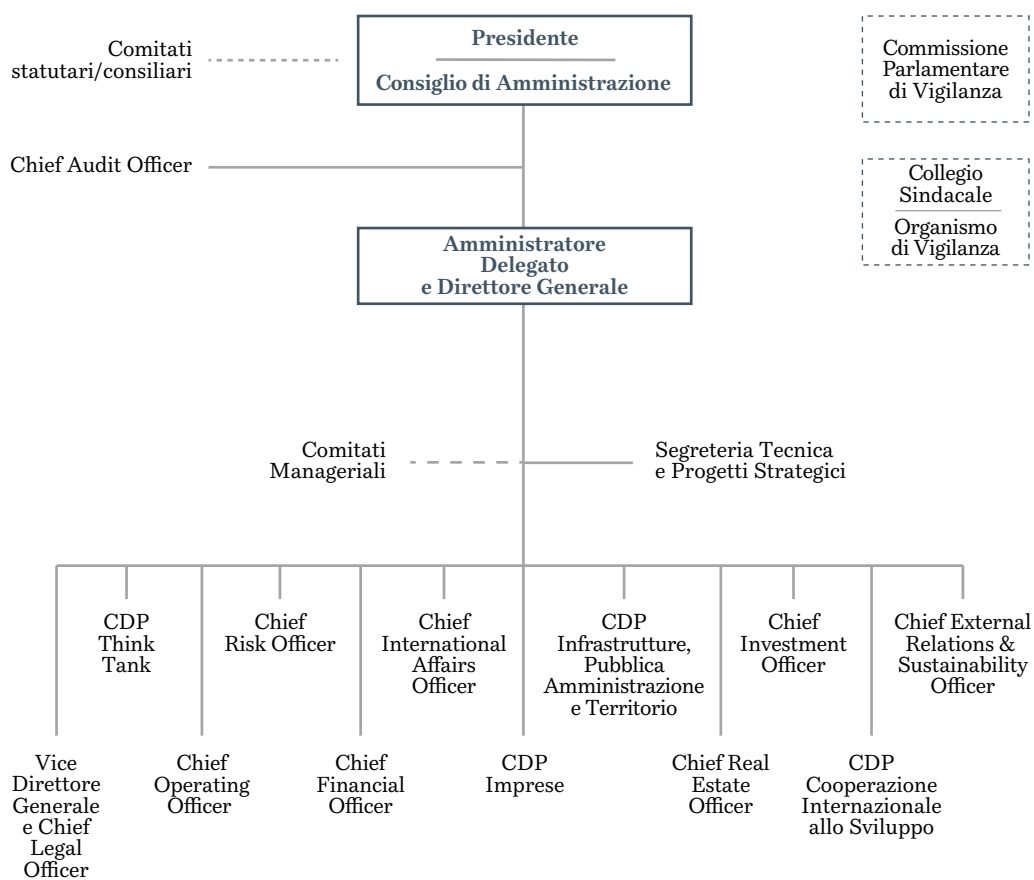 Comitati
statutari/consiliari
Presidente
Consiglio di Amministrazione
Commissione
Parlamentare
di Vigilanza
Chief Audit Officer
Collegio
Sindacale
Organismo
di Vigilanza
Amministratore
Delegato
e Direttore Generale
Comitati
Manageriali
Segreteria Tecnica
e Progetti Strategici
CDP
Think
Tank
Chief
Risk Officer
Chief
International
Affairs
Officer
CDP
Infrastrutture,
Pubblica
Amministrazione
e Territorio
Chief
Investment
Officer
Chief External
Relations &
Sustainability
Officer
Vice
Direttore
Generale
e Chief
Legal
Officer
Chief
Operating
Officer
Chief
Financial
Officer
CDP
Imprese
Chief Real
Estate
Officer
CDP
Cooperazione
Internazionale
allo Sviluppo